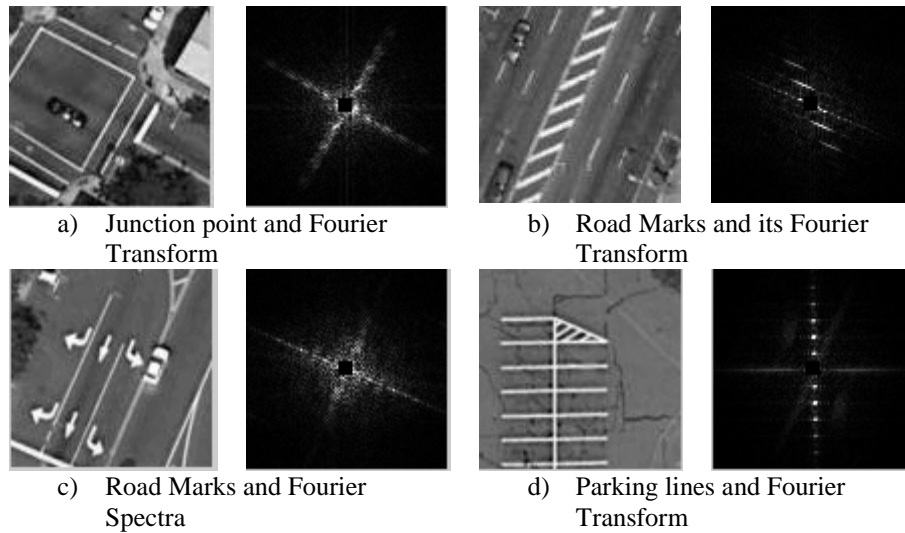 a) Junction point and Fourier
Transform
b) Road Marks and its Fourier
Transform
c) Road Marks and Fourier
Spectra
d) Parking lines and Fourier
Transform